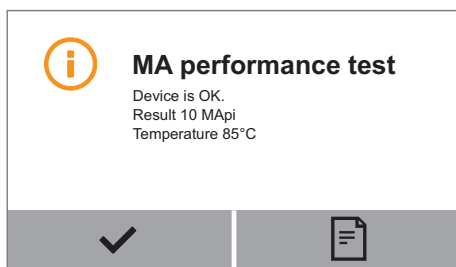 MA performance test
Device is OK.
Result 10 MApi
Temperature 85°C